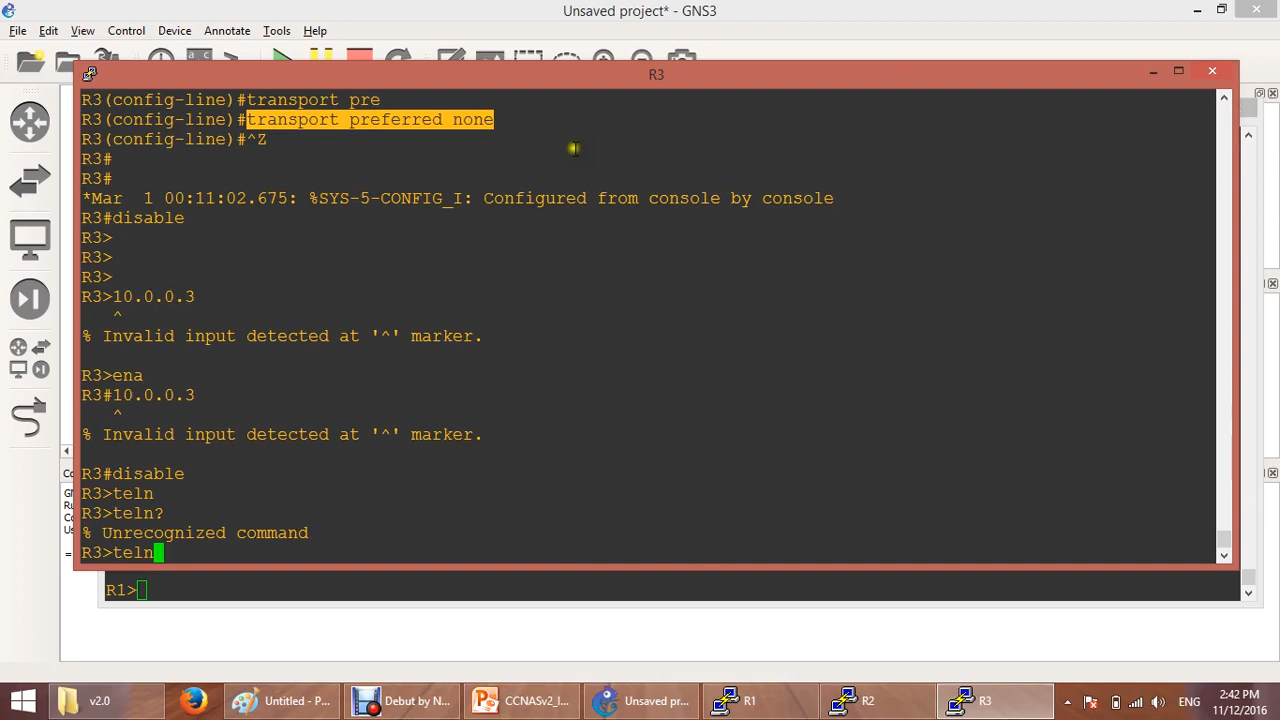 Unsaved project* - GNS3
File Edit View Control Device Annotate Tools Help
R3
R3(config-line)#transport pre
R3(config-line)#transport preferred none
R3(config-line)#^Z
R3#
R3#
*Mar  1 00:11:02.675: %SYS-5-CONFIG_I: Configured from console by console
R3#disable
R3>
R3>
R3>
R3>10.0.0.3
^
% Invalid input detected at '^' marker.
R3>ena
R3#10.0.0.3
^
% Invalid input detected at '^' marker.
R3#disable
R3>teln
R3>teln?
% Unrecognized command
R3>teln
R1>
v2.0
Untitled - P...
Debut by N...
CCNASv2_I...
Unsaved pro...
R1
R2
R3
ENG
2:42 PM
11/12/2016